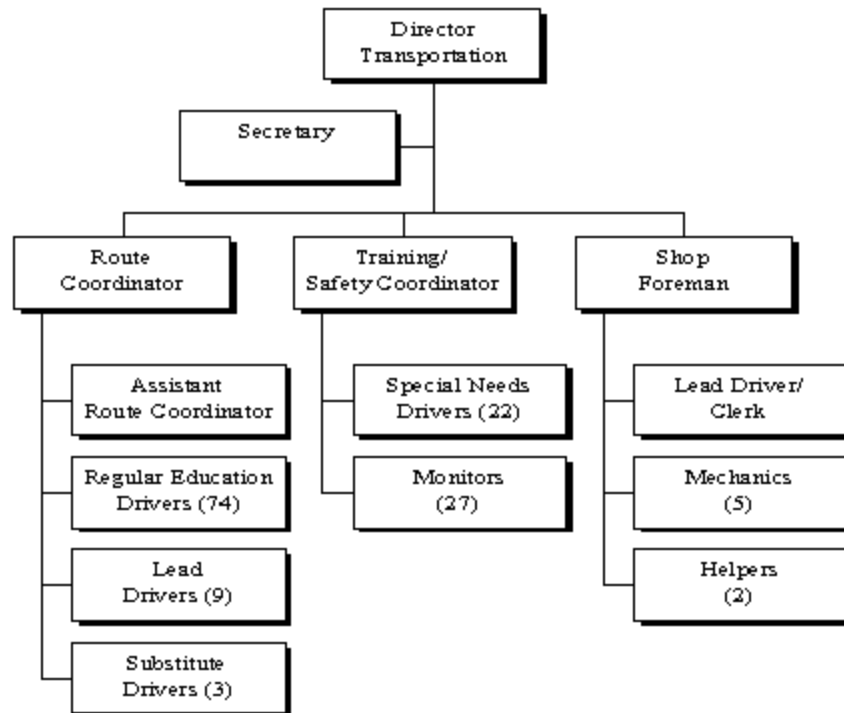 Director
Transportation
Secretary
Route
Coordinator
Training/
Safety Coordinator
Shop
Foreman
Assistant
Route Coordinator
Regular Education
Drivers (74)
Lead
Drivers (9)
Substitute
Drivers (3)
Special Needs
Drivers (22)
Monitors
(27)
Lead Driver/
Clerk
Mechanics
(5)
Helpers
(2)